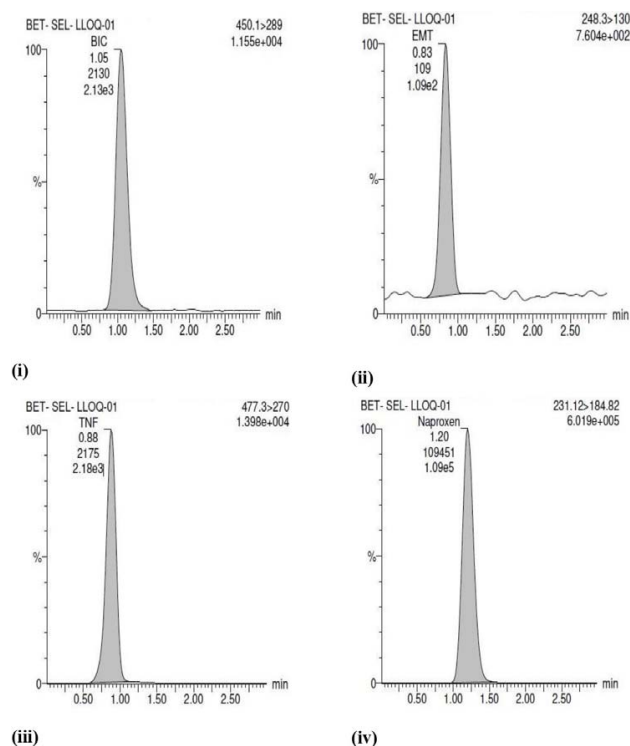 BET- SEL- LLOQ-01
450.1>289
BIC
1.155e+004
1.05
2130
2.13e3
100
%
0
0.50 1.00 1.50 2.00 2.50 min
(i)
BET- SEL- LLOQ-01
248.3>130
EMT
7.604e+002
0.83
109
1.09e2
100
%
0
0.50 1.00 1.50 2.00 2.50 min
(ii)
BET- SEL-LLOQ-01
477.3>270
TNF
1.398e+004
0.88
2175
2.18e3
100
%
0
0.50 1.00 1.50 2.00 2.50 min
(iii)
BET- SEL- LLOQ-01
231.12>184.82
Naproxen
6.019e+005
1.20
109451
1.09e5
100
%
0
0.50 1.00 1.50 2.00 2.50 min
(iv)